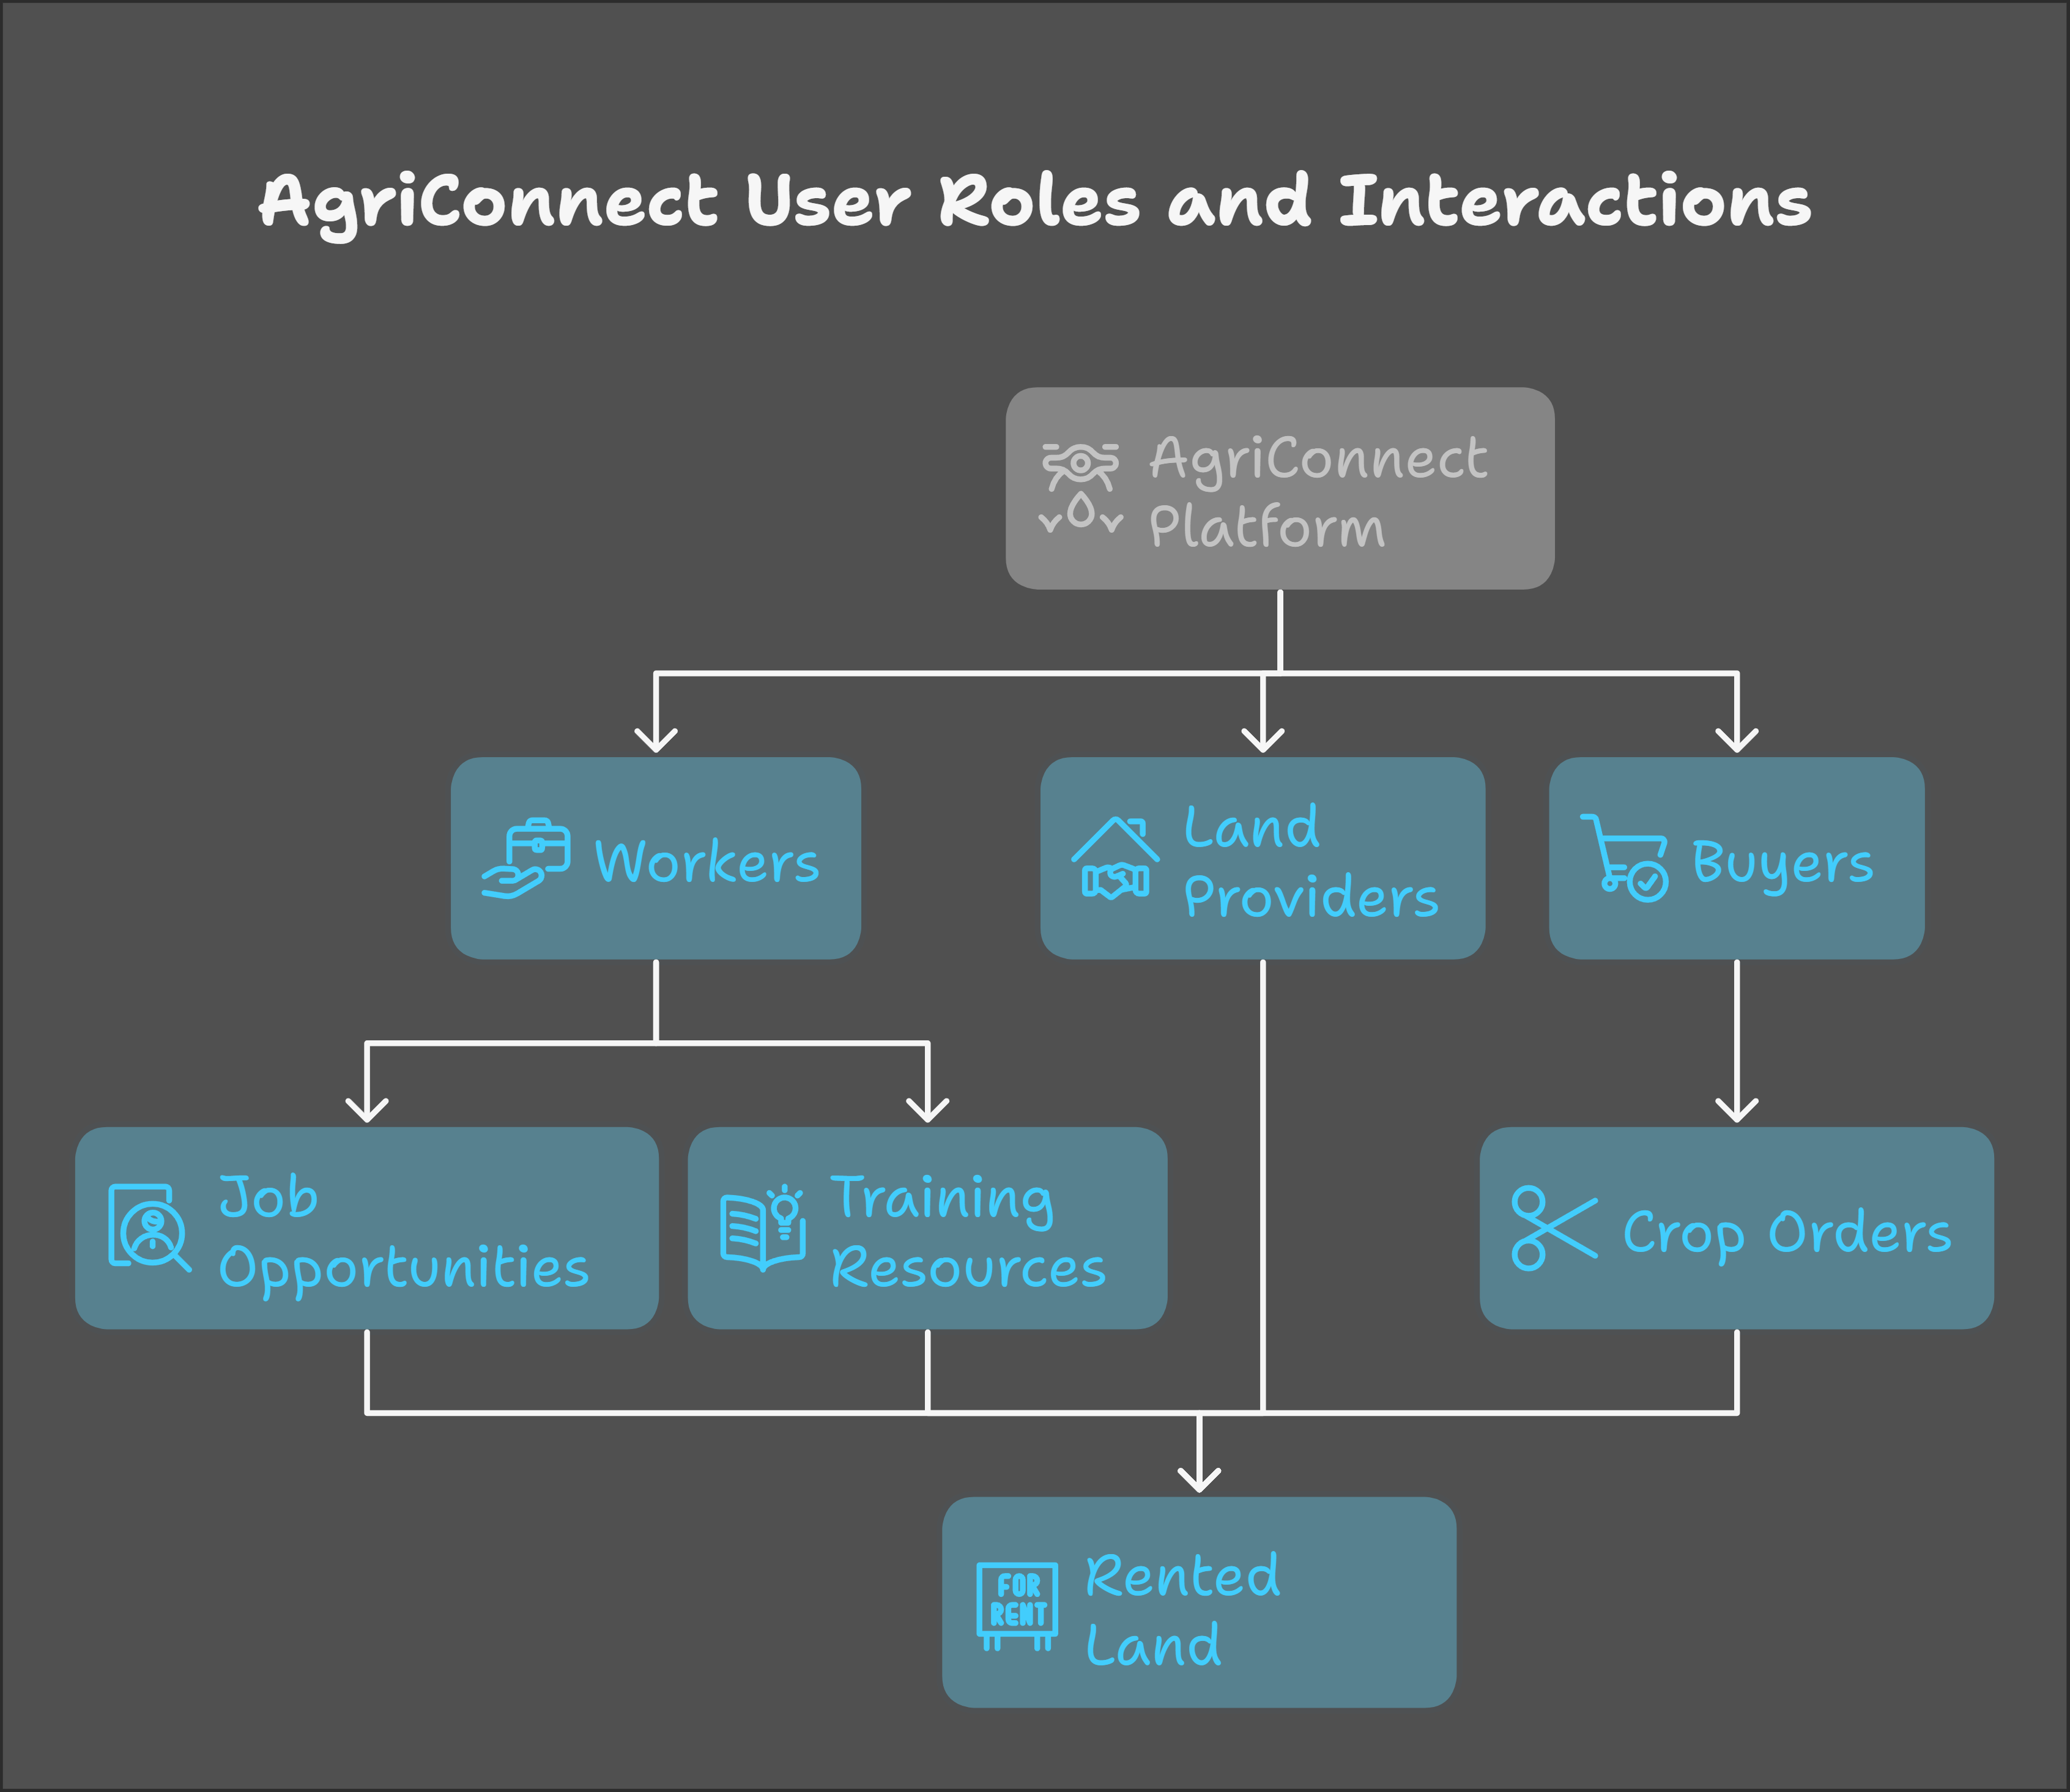 AgriConnect User Roles and Interactions
AgriConnect
Platform
Workers
Land
Providers
Buyers
Job
Opportunities
Training
Resources
Crop Orders
FOR
RENT
Rented
Land